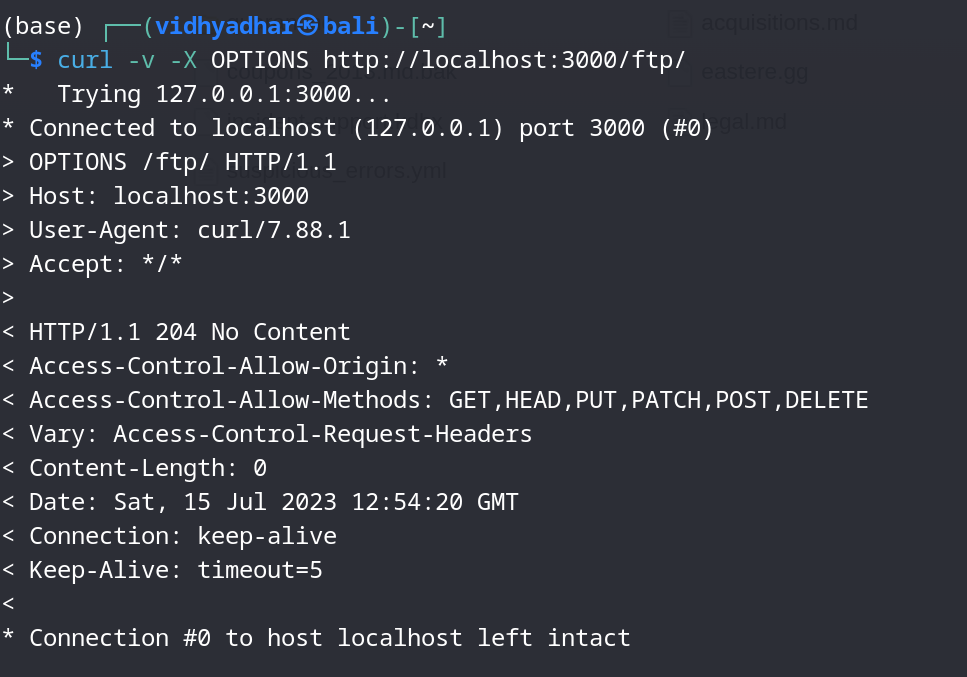 (base) ┌──(vidhyadhar㉿bali)-[~]
└─$ curl -v -X OPTIONS http://localhost:3000/ftp/
*   Trying 127.0.0.1:3000...
* Connected to localhost (127.0.0.1) port 3000 (#0)
> OPTIONS /ftp/ HTTP/1.1
> Host: localhost:3000
> User-Agent: curl/7.88.1
> Accept: */*
>
< HTTP/1.1 204 No Content
< Access-Control-Allow-Origin: *
< Access-Control-Allow-Methods: GET,HEAD,PUT,PATCH,POST,DELETE
< Vary: Access-Control-Request-Headers
< Content-Length: 0
< Date: Sat, 15 Jul 2023 12:54:20 GMT
< Connection: keep-alive
< Keep-Alive: timeout=5
<
* Connection #0 to host localhost left intact
acquisitions.md
eastere.gg
legal.md